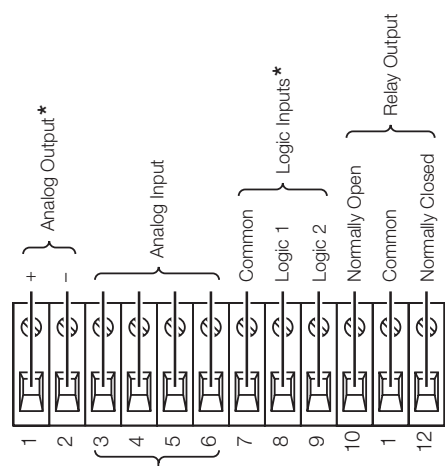 Analog Output*
Analog Input
Logic Inputs*
Relay Output
+
–
Common
Logic 1
Logic 2
Normally Open
Common
Normally Closed
1
2
3
4
5
6
7
8
9
10
1
12